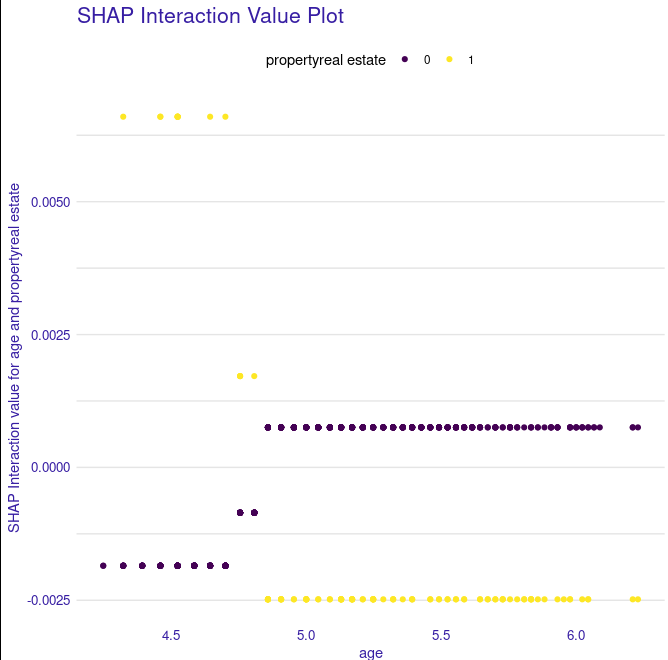 SHAP Interaction Value Plot
propertyreal estate 0 1
SHAP Interaction value for age and propertyreal estate
0.0050
0.0025
0.0000
-0.0025
4.5 5.0 5.5 6.0
age